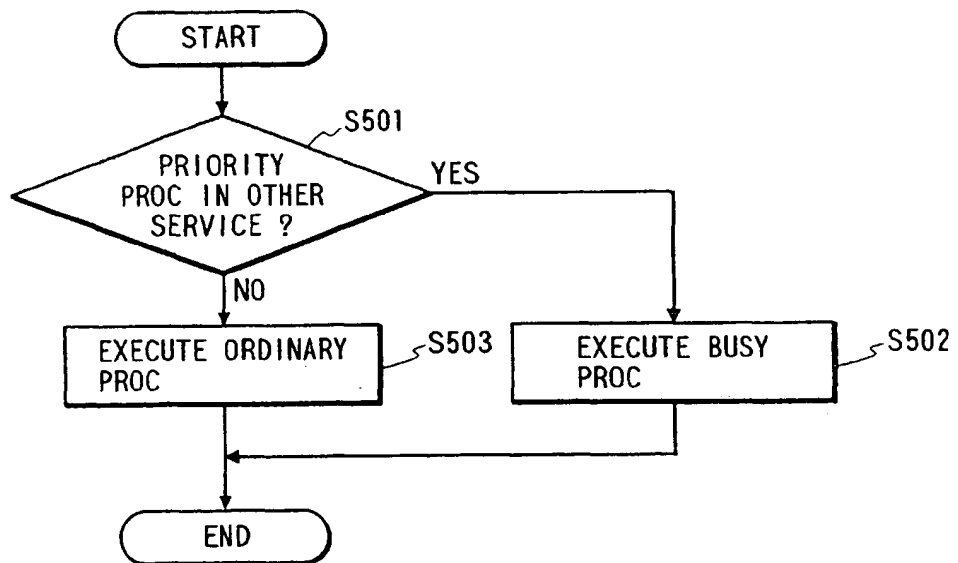 START
S501
PRIORITY
PROC IN OTHER
SERVICE ?
YES
NO
EXECUTE ORDINARY
PROC
S503
EXECUTE BUSY
PROC
S502
END